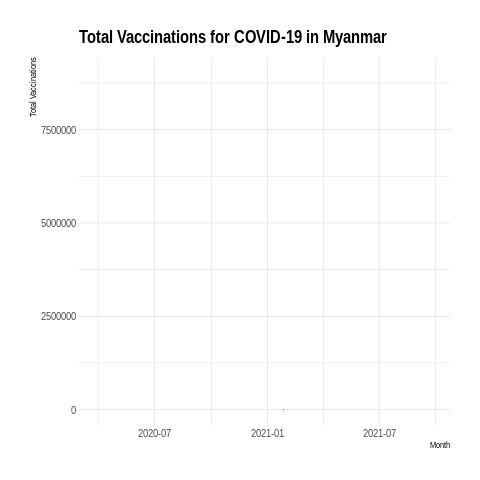 Total Vaccinations for COVID-19 in Myanmar
Total Vaccinations
7500000
5000000
2500000
0
2020-07 2021-01 2021-07
Month